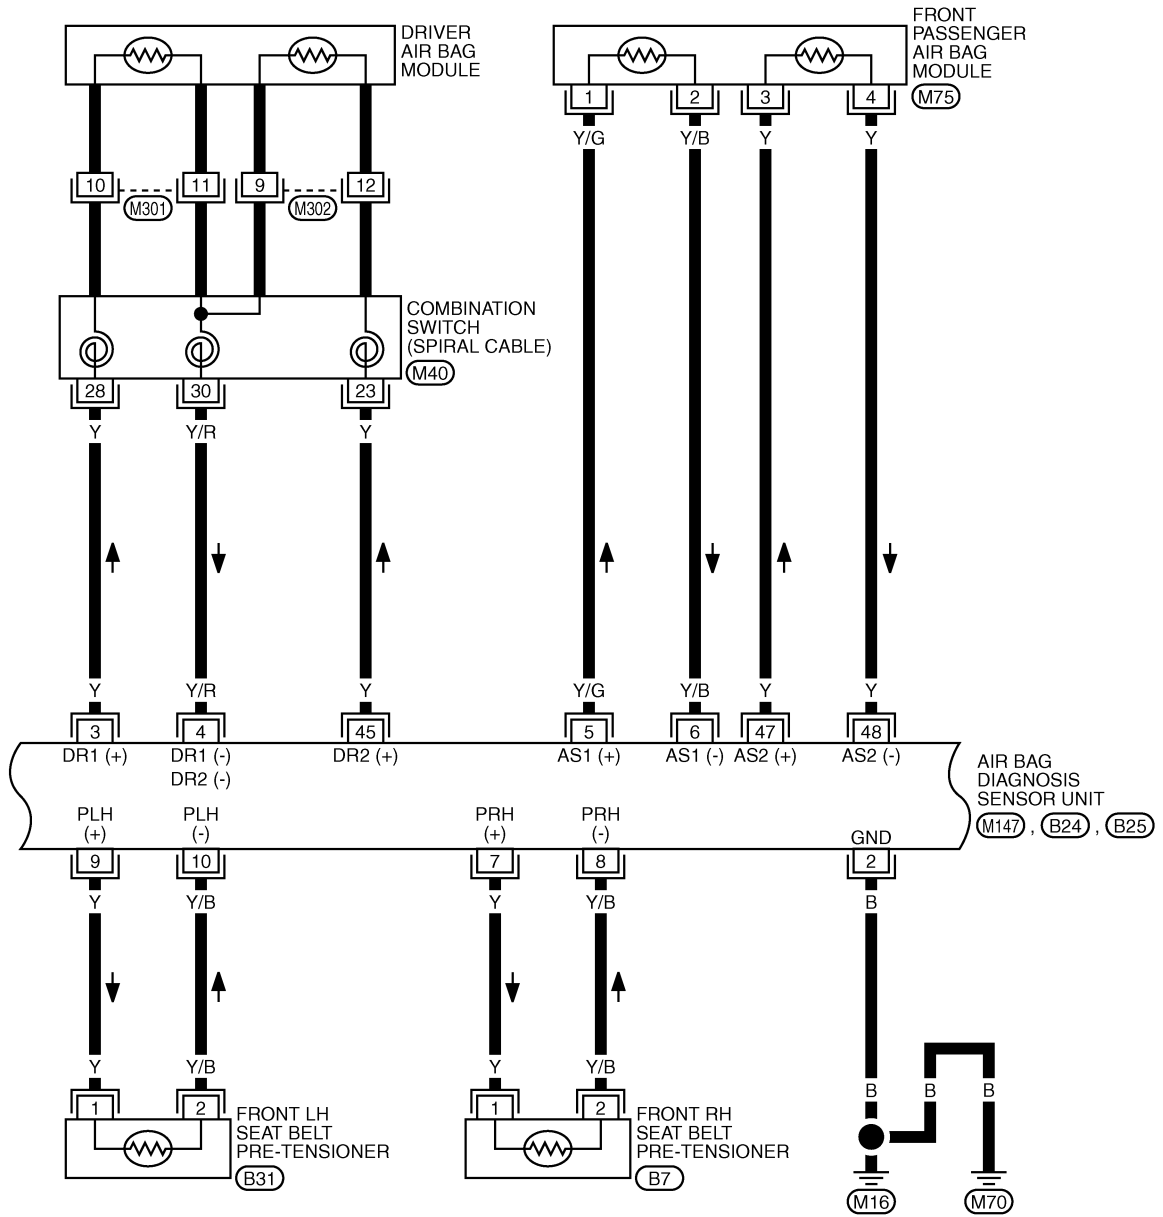 DRIVER
AIR BAG
MODULE
FRONT
PASSENGER
AIR BAG
MODULE
M75
1 2 3 4
Y/G Y/B Y Y
10 11 9 12
M301 M302
COMBINATION
SWITCH
(SPIRAL CABLE)
M40
28 30 23
Y Y/R Y
Y Y/R Y Y/G Y/B Y Y
3 4 45 5 6 47 48
DR1 (+) DR1 (-) DR2 (+) AS1 (+) AS1 (-) AS2 (+) AS2 (-)
DR2 (-)
AIR BAG
DIAGNOSIS
SENSOR UNIT
M147 , B24 , B25
PLH PLH PRH PRH
(+) (-) (+) (-)
GND
9 10 7 8 2
Y Y/B Y Y/B B
Y Y/B Y Y/B B B B
1 2 1 2
FRONT LH
SEAT BELT
PRE-TENSIONER
B31
FRONT RH
SEAT BELT
PRE-TENSIONER
B7
M16 M70